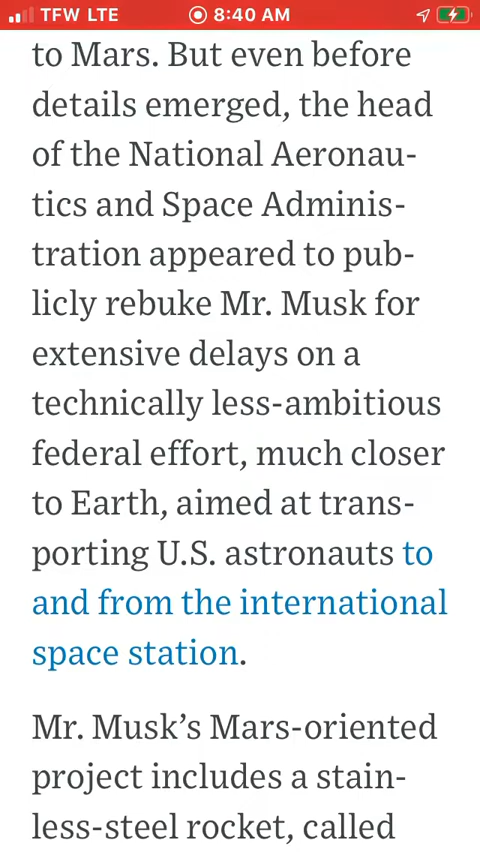 TFW LTE 8:40 AM
to Mars. But even before
details emerged, the head
of the National Aeronau-
tics and Space Adminis-
tration appeared to pub-
licly rebuke Mr. Musk for
extensive delays on a
technically less-ambitious
federal effort, much closer
to Earth, aimed at trans-
porting U.S. astronauts to
and from the international
space station.
Mr. Musk’s Mars-oriented
project includes a stain-
less-steel rocket, called